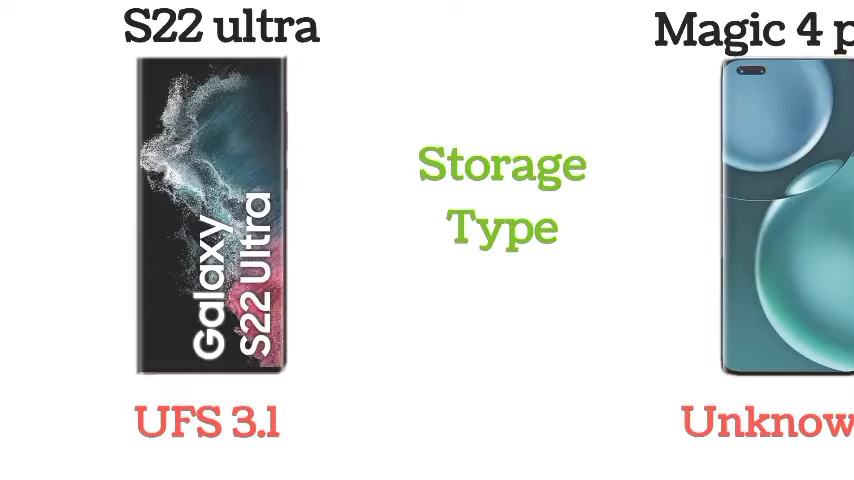 S22 ultra
Magic 4 p
Storage
Type
Galaxy
S22 Ultra
UFS 3.1
Unknow